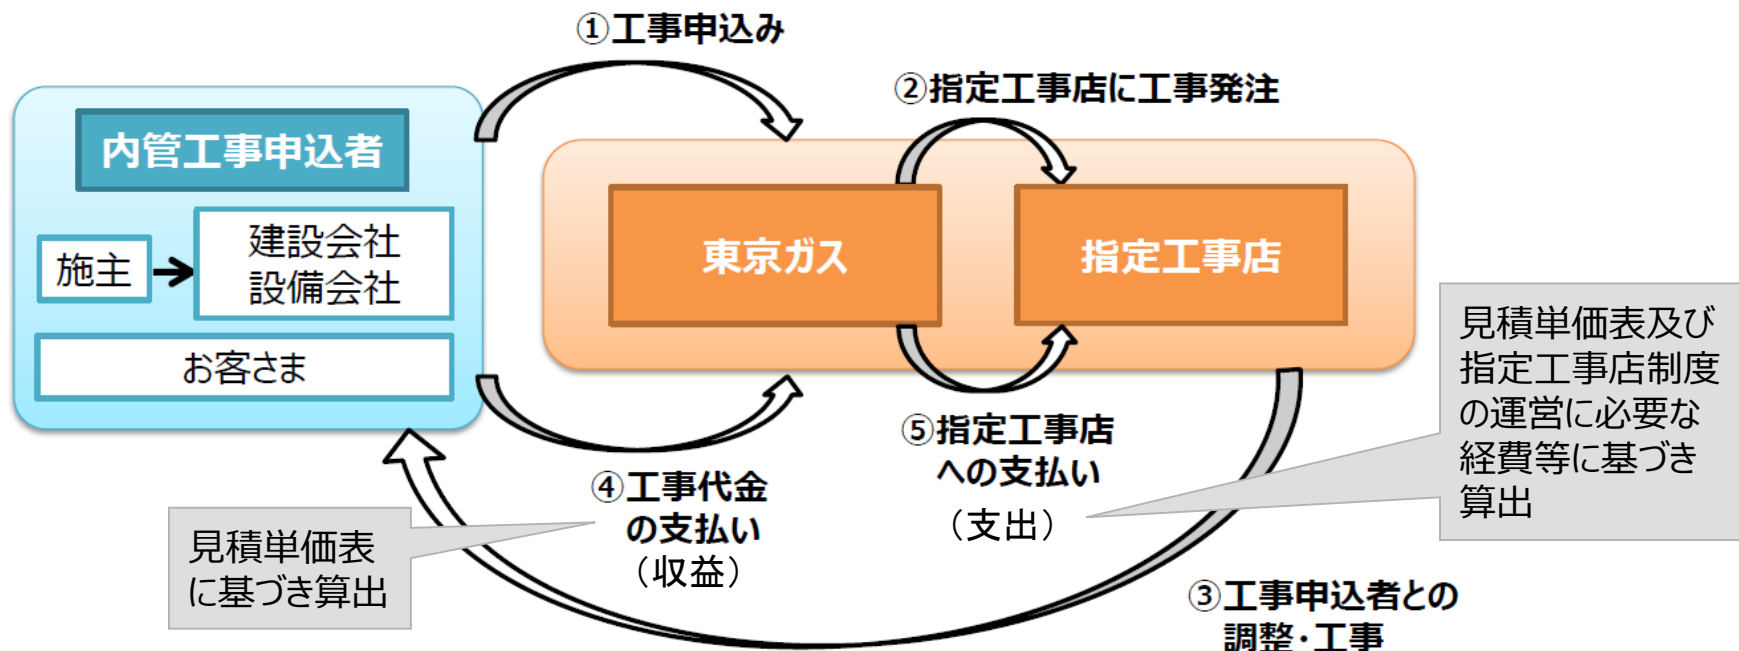 ①工事申込み
②指定工事店に工事発注
内管工事申込者
施主
建設会社
設備会社
お客さま
東京ガス
指定工事店
見積単価表及び
指定工事店制度
の運営に必要な
経費等に基づき
算出
⑤指定工事店
への支払い
（支出）
④工事代金
の支払い
（収益）
見積単価表
に基づき算出
③工事申込者との
調整・工事